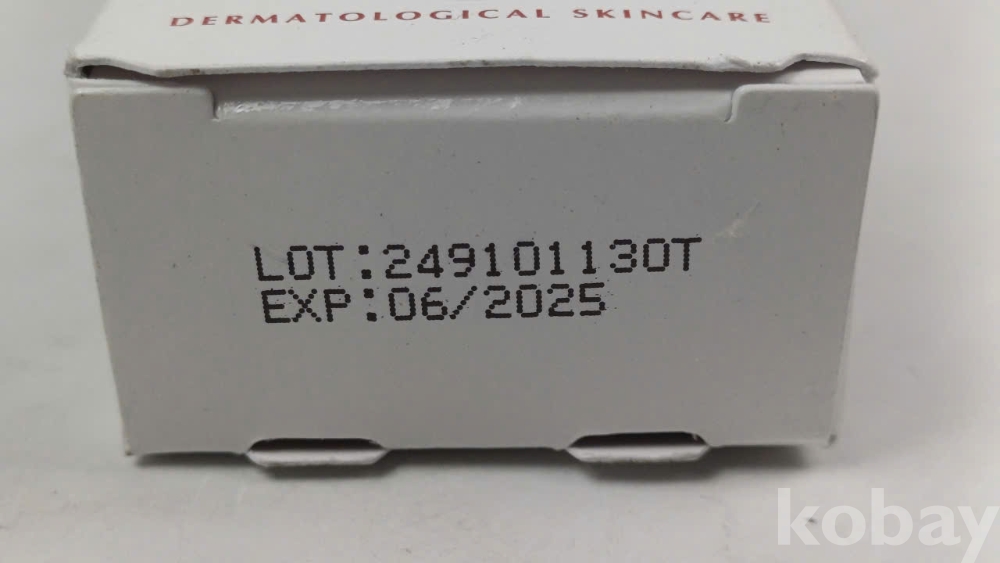 DERMATOLOGICAL SKINCARE
LOT:249101130T
EXP:06/2025
kobay